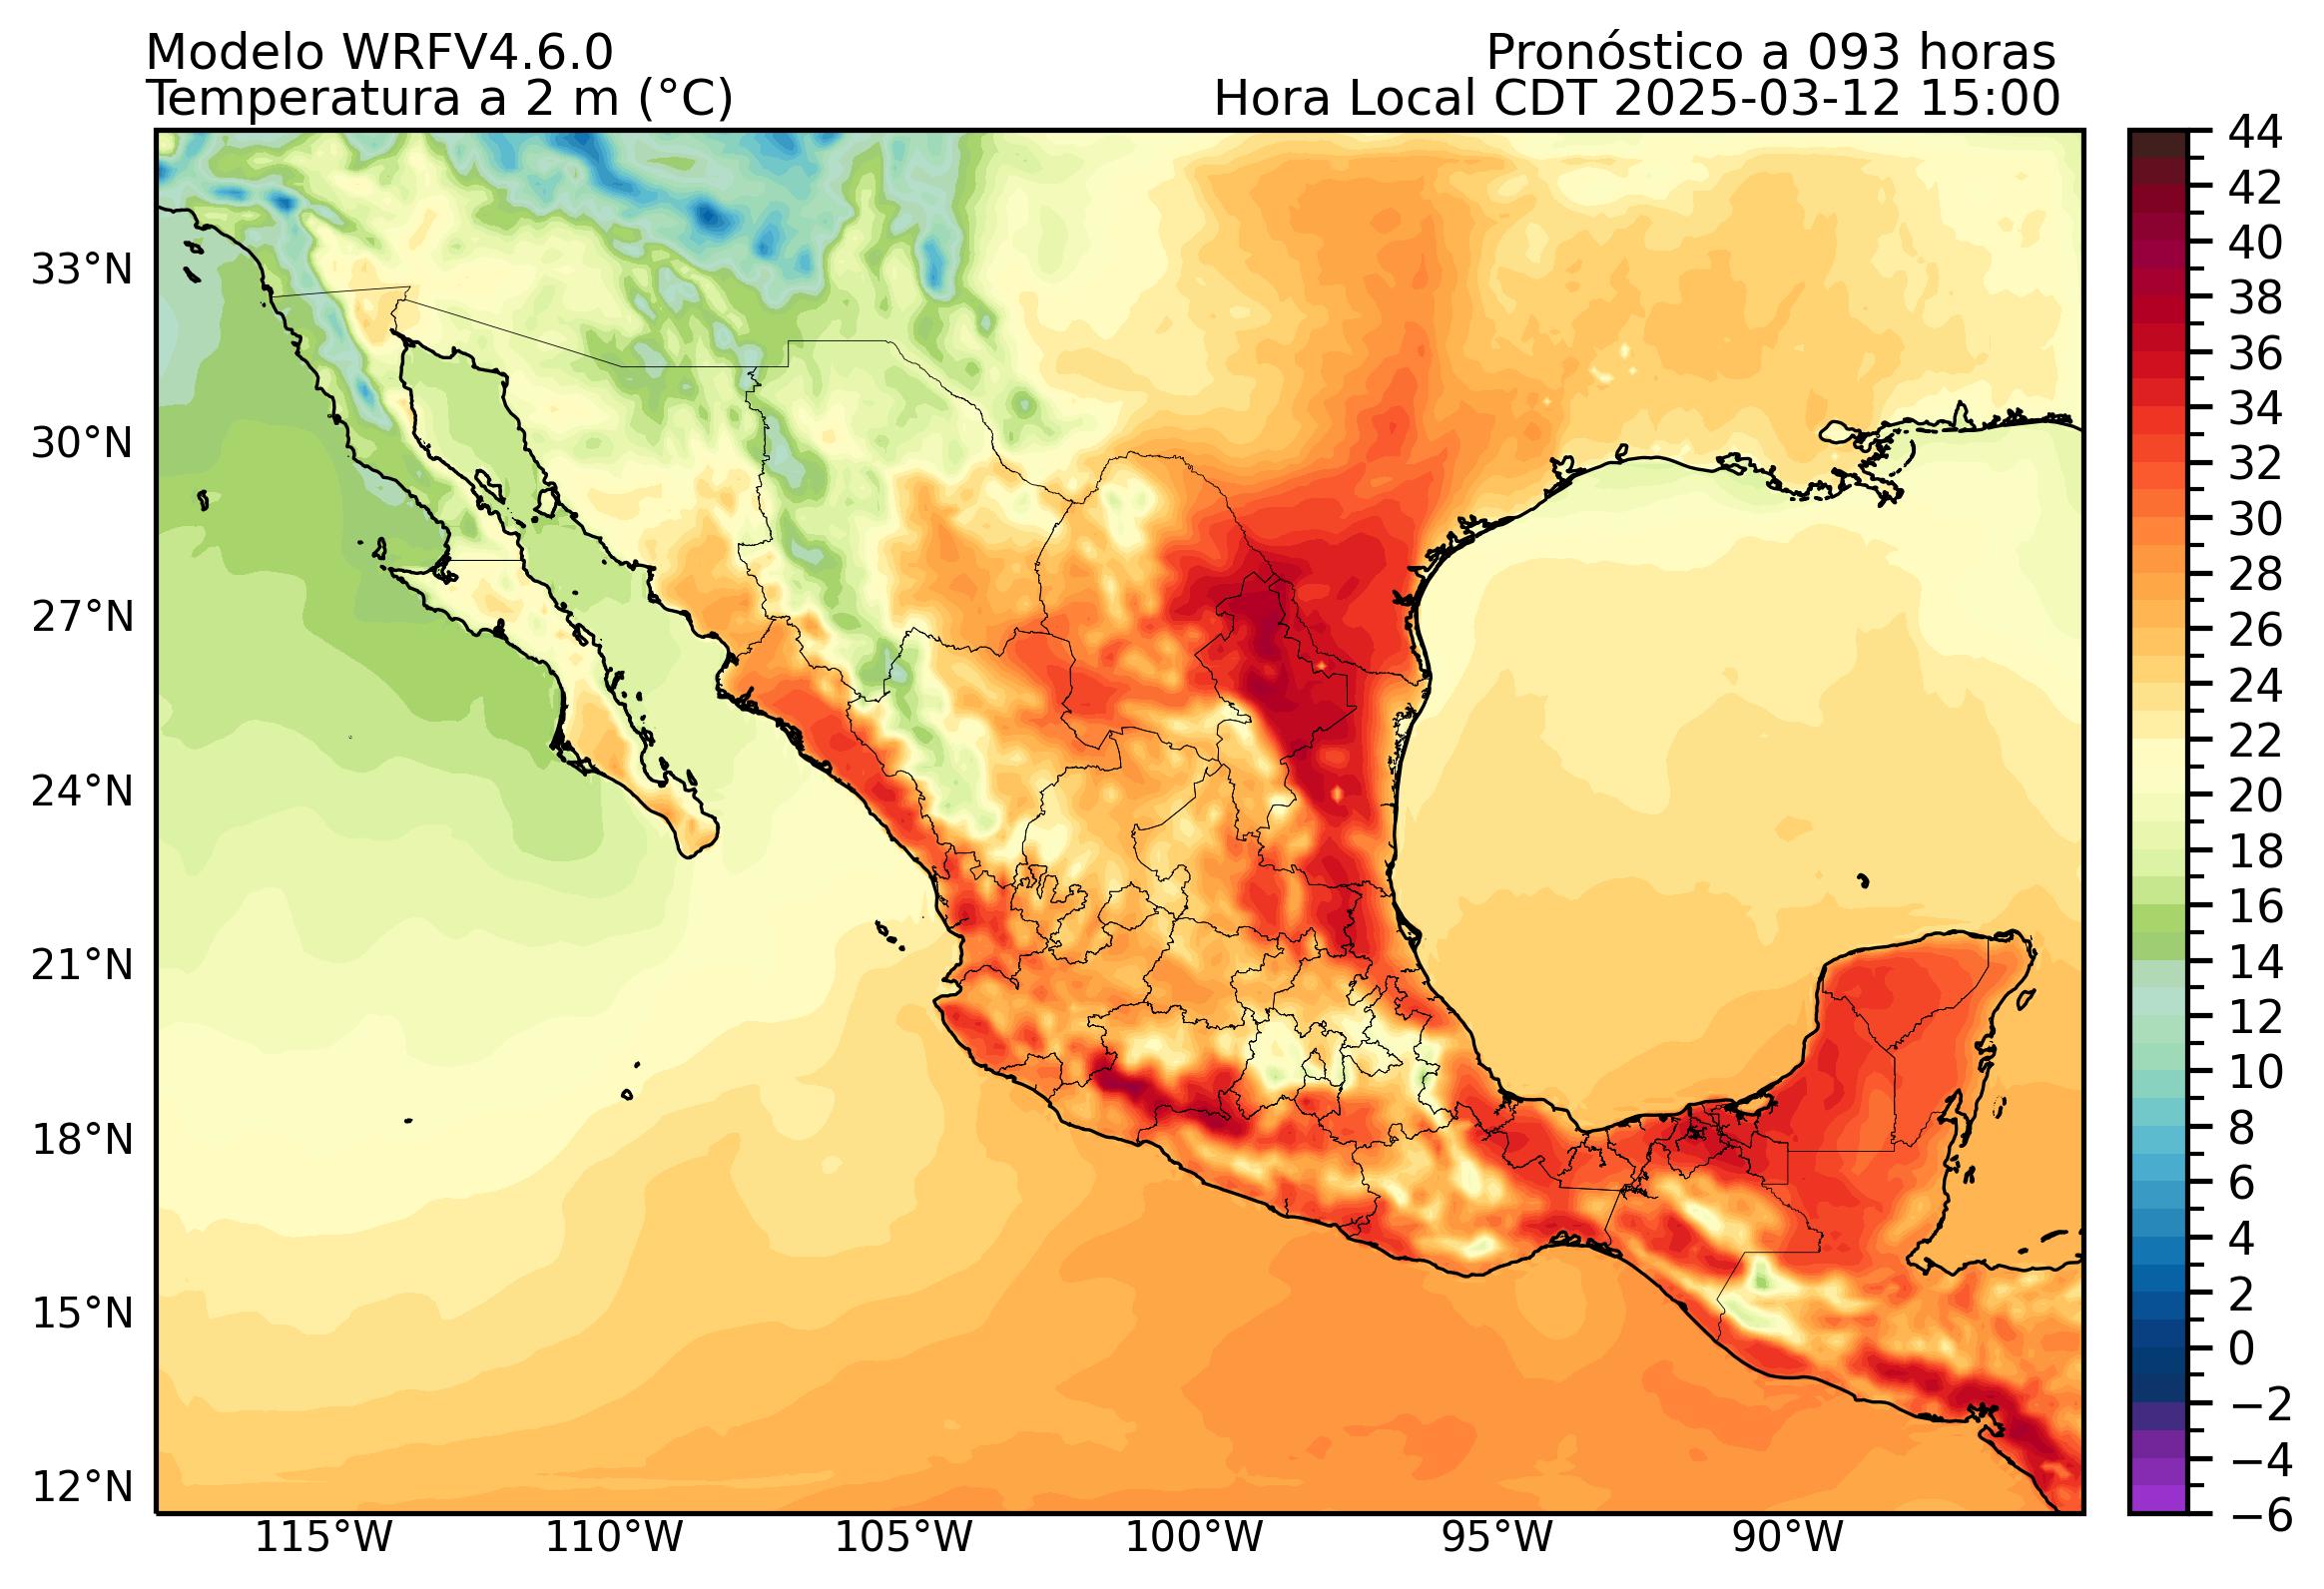 Modelo WRFV4.6.0
Pronóstico a 093 horas
Temperatura a 2 m (°C)
Hora Local CDT 2025-03-12 15:00
44
42
40
38
36
34
32
30
28
26
24
22
20
18
16
14
12
10
8
6
4
2
0
−2
−4
−6
33°N
30°N
27°N
24°N
21°N
18°N
15°N
12°N
115°W 110°W 105°W 100°W 95°W 90°W